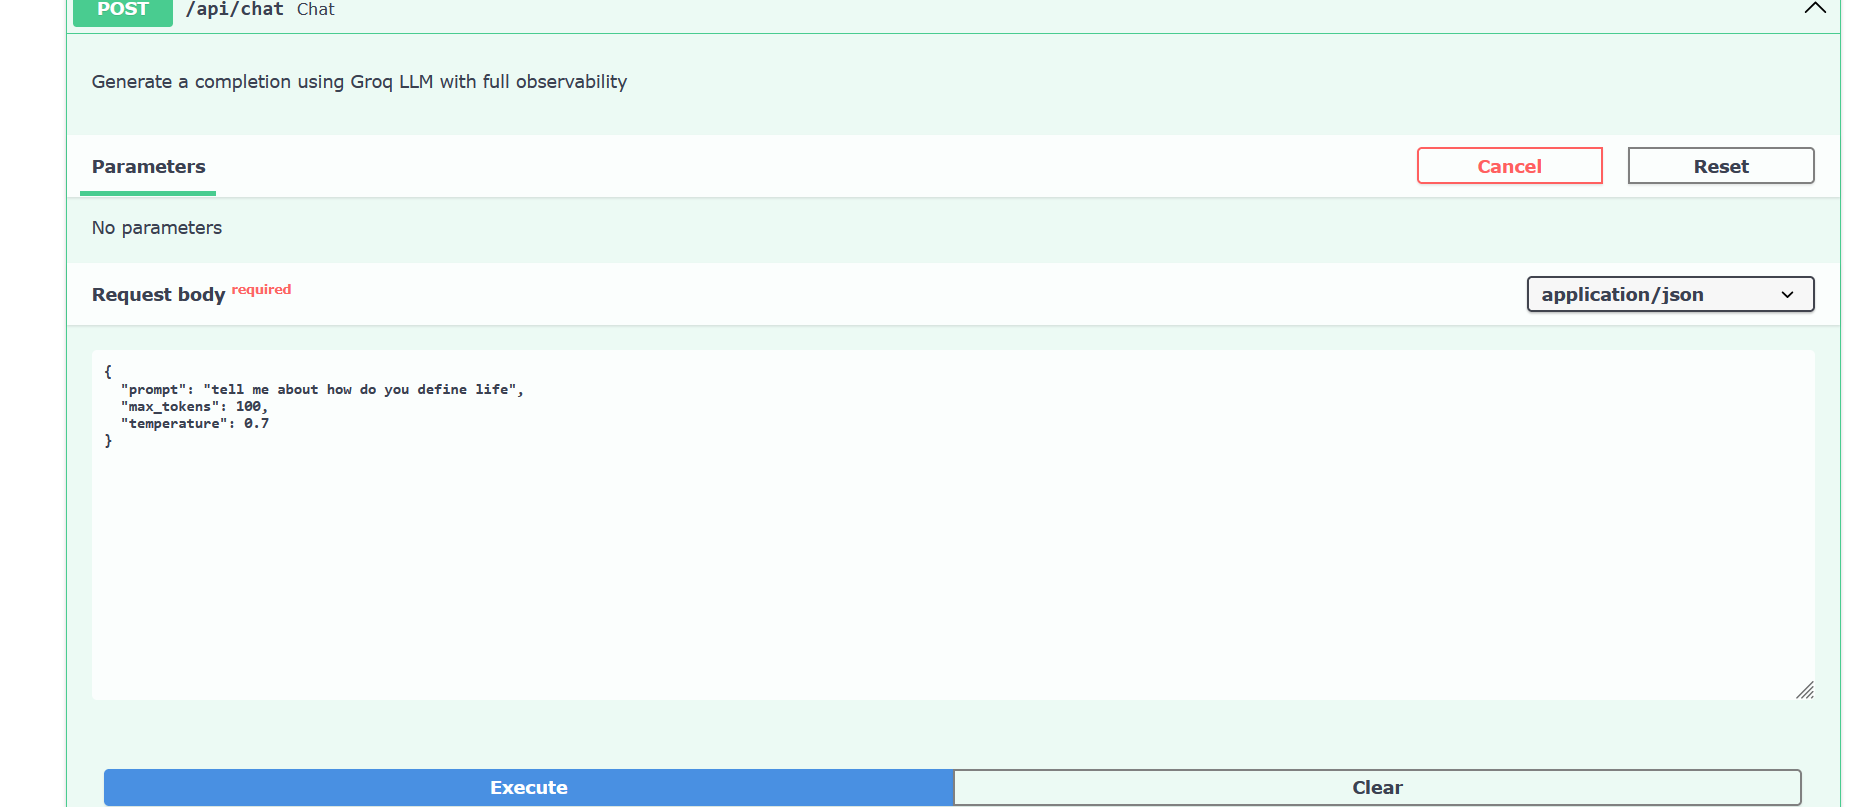 POST /api/chat Chat
Generate a completion using Groq LLM with full observability
Parameters
Cancel
Reset
No parameters
Request body required
application/json
{
  "prompt": "tell me about how do you define life",
  "max_tokens": 100,
  "temperature": 0.7
}
Execute
Clear